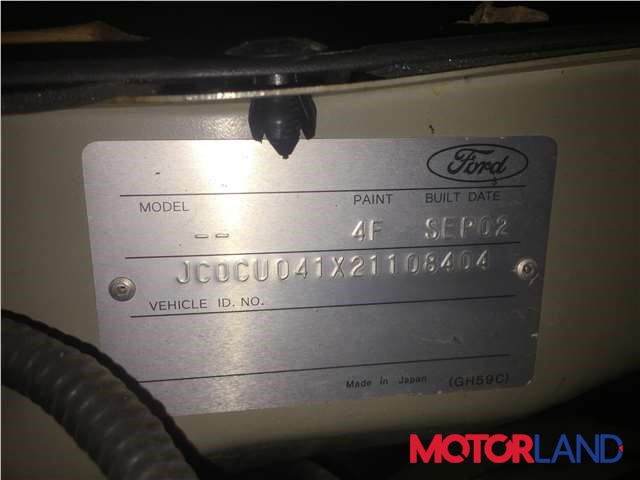 Ford
MODEL PAINT BUILT DATE
-- 4F SEP02
JC0CU041X21108404
VEHICLE ID. NO.
Made in Japan (GH59C)
MOTORLAND